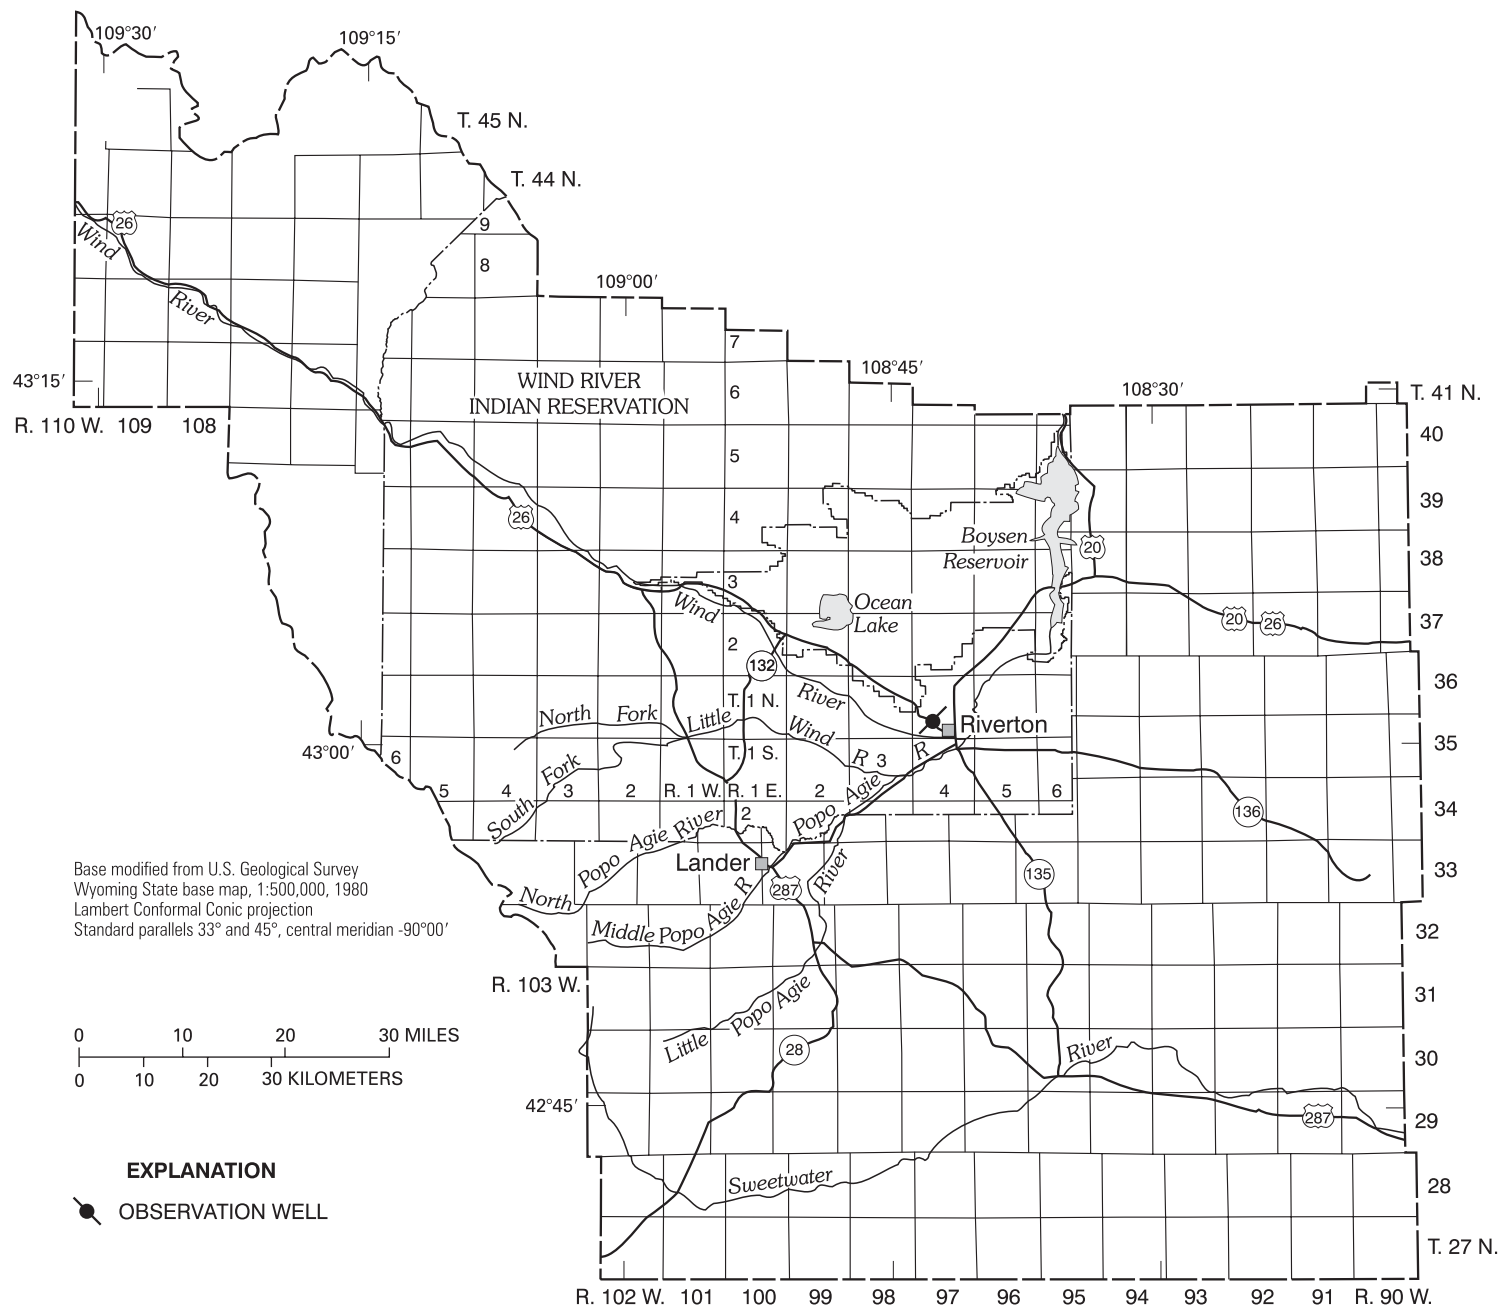 109°30′
109°15′
T. 45 N.
T. 44 N.
26
Wind
River
9
8
109°00′
7
108°45′
43°15′
WIND RIVER
INDIAN RESERVATION
6
108°30′
T. 41 N.
R. 110 W. 109 108
40
5
39
26
4
Boysen
Reservoir
20
38
3
Wind
Ocean
Lake
20 26
37
2
132
36
T. 1 N.
River
North Fork Little Wind R
Riverton
43°00′
6
T. 1 S.
3
R
35
South Fork
5 4 3 2 R. 1 W. R. 1 E. 2 4 5 6
Popo Agie
136
34
2
North Popo Agie River
Lander
River
287
135
33
Base modified from U.S. Geological Survey
Wyoming State base map, 1:500,000, 1980
Lambert Conformal Conic projection
Standard parallels 33° and 45°, central meridian -90°00′
Middle Popo Agie R
32
R. 103 W.
31
Little Popo Agie
0 10 20 30 MILES
0 10 20 30 KILOMETERS
28
River
30
42°45′
287
29
EXPLANATION
OBSERVATION WELL
Sweetwater
28
T. 27 N.
R. 102 W. 101 100 99 98 97 96 95 94 93 92 91 R. 90 W.